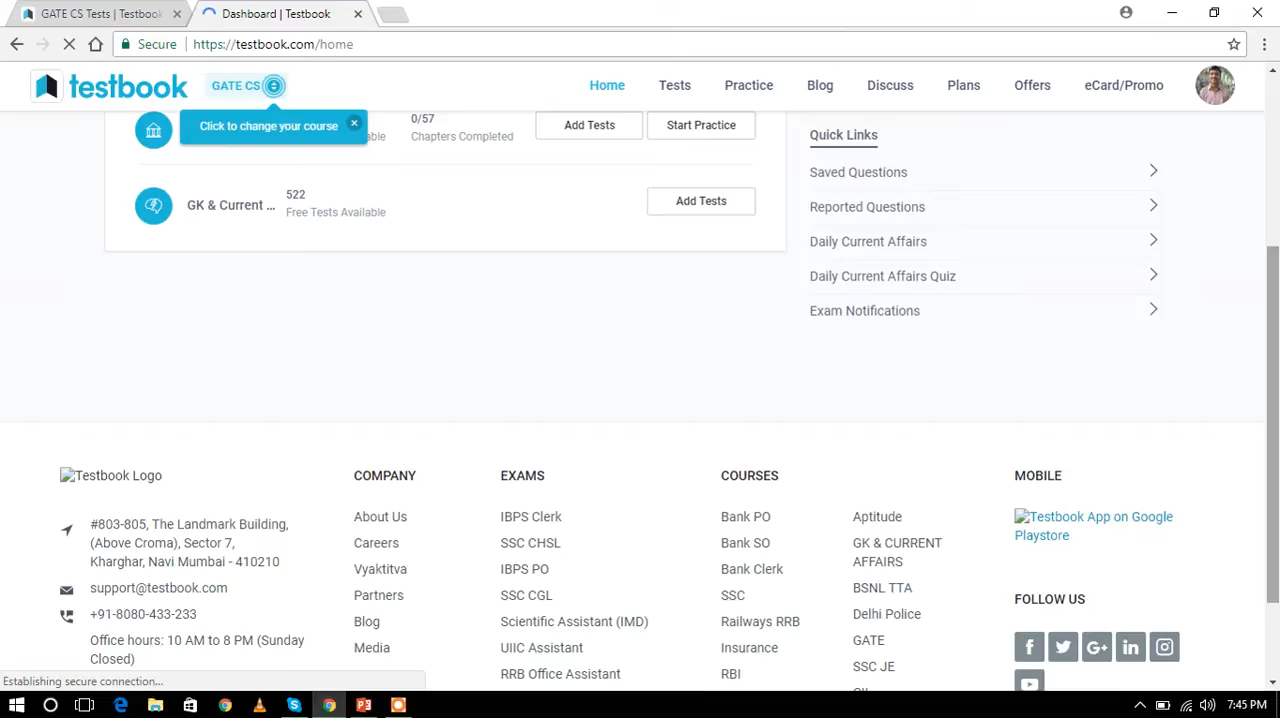 GATE CS Tests | Testbook
Dashboard | Testbook
Secure
https://testbook.com/home
testbook
GATE CS
Home
Tests
Practice
Blog
Discuss
Plans
Offers
eCard/Promo
Click to change your course
0/57
Chapters Completed
Add Tests
Start Practice
GK & Current ...
522
Free Tests Available
Add Tests
Quick Links
Saved Questions
Reported Questions
Daily Current Affairs
Daily Current Affairs Quiz
Exam Notifications
Testbook Logo
#803-805, The Landmark Building,
(Above Croma), Sector 7,
Kharghar, Navi Mumbai - 410210
support@testbook.com
+91-8080-433-233
Office hours: 10 AM to 8 PM (Sunday
Closed)
COMPANY
About Us
Careers
Vyaktitva
Partners
Blog
Media
EXAMS
IBPS Clerk
SSC CHSL
IBPS PO
SSC CGL
Scientific Assistant (IMD)
UIIC Assistant
RRB Office Assistant
COURSES
Bank PO
Bank SO
Bank Clerk
SSC
Railways RRB
Insurance
RBI
Aptitude
GK & CURRENT
AFFAIRS
BSNL TTA
Delhi Police
GATE
SSC JE
MOBILE
Testbook App on Google
Playstore
FOLLOW US
Establishing secure connection...
7:45 PM